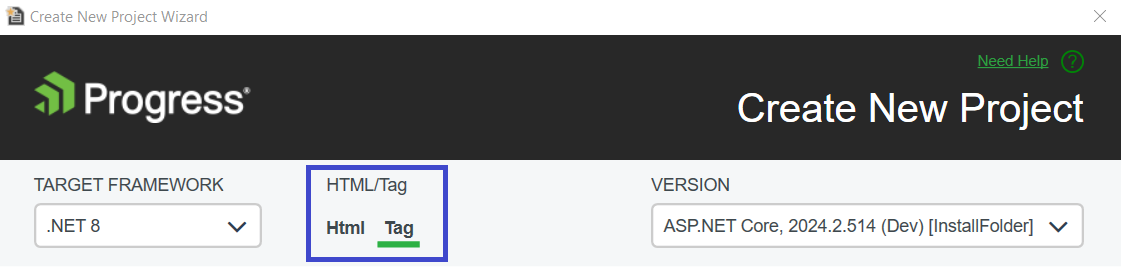 Create New Project Wizard
Need Help ?
Progress®
Create New Project
TARGET FRAMEWORK
HTML/Tag
VERSION
.NET 8
Html Tag
ASP.NET Core, 2024.2.514 (Dev) [InstallFolder]